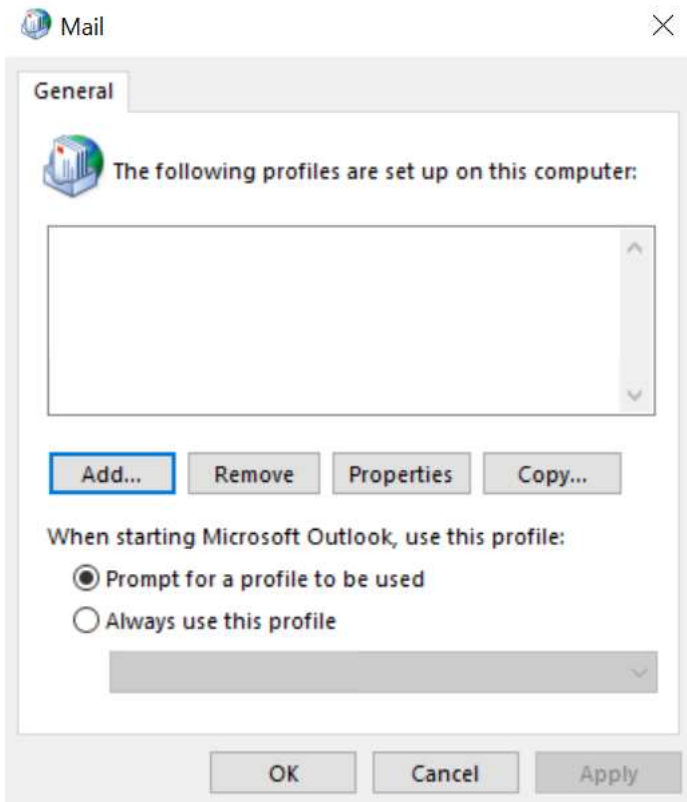 Mail
General
The following profiles are set up on this computer:
Add... Remove Properties Copy...
When starting Microsoft Outlook, use this profile:
Prompt for a profile to be used
Always use this profile
OK Cancel Apply